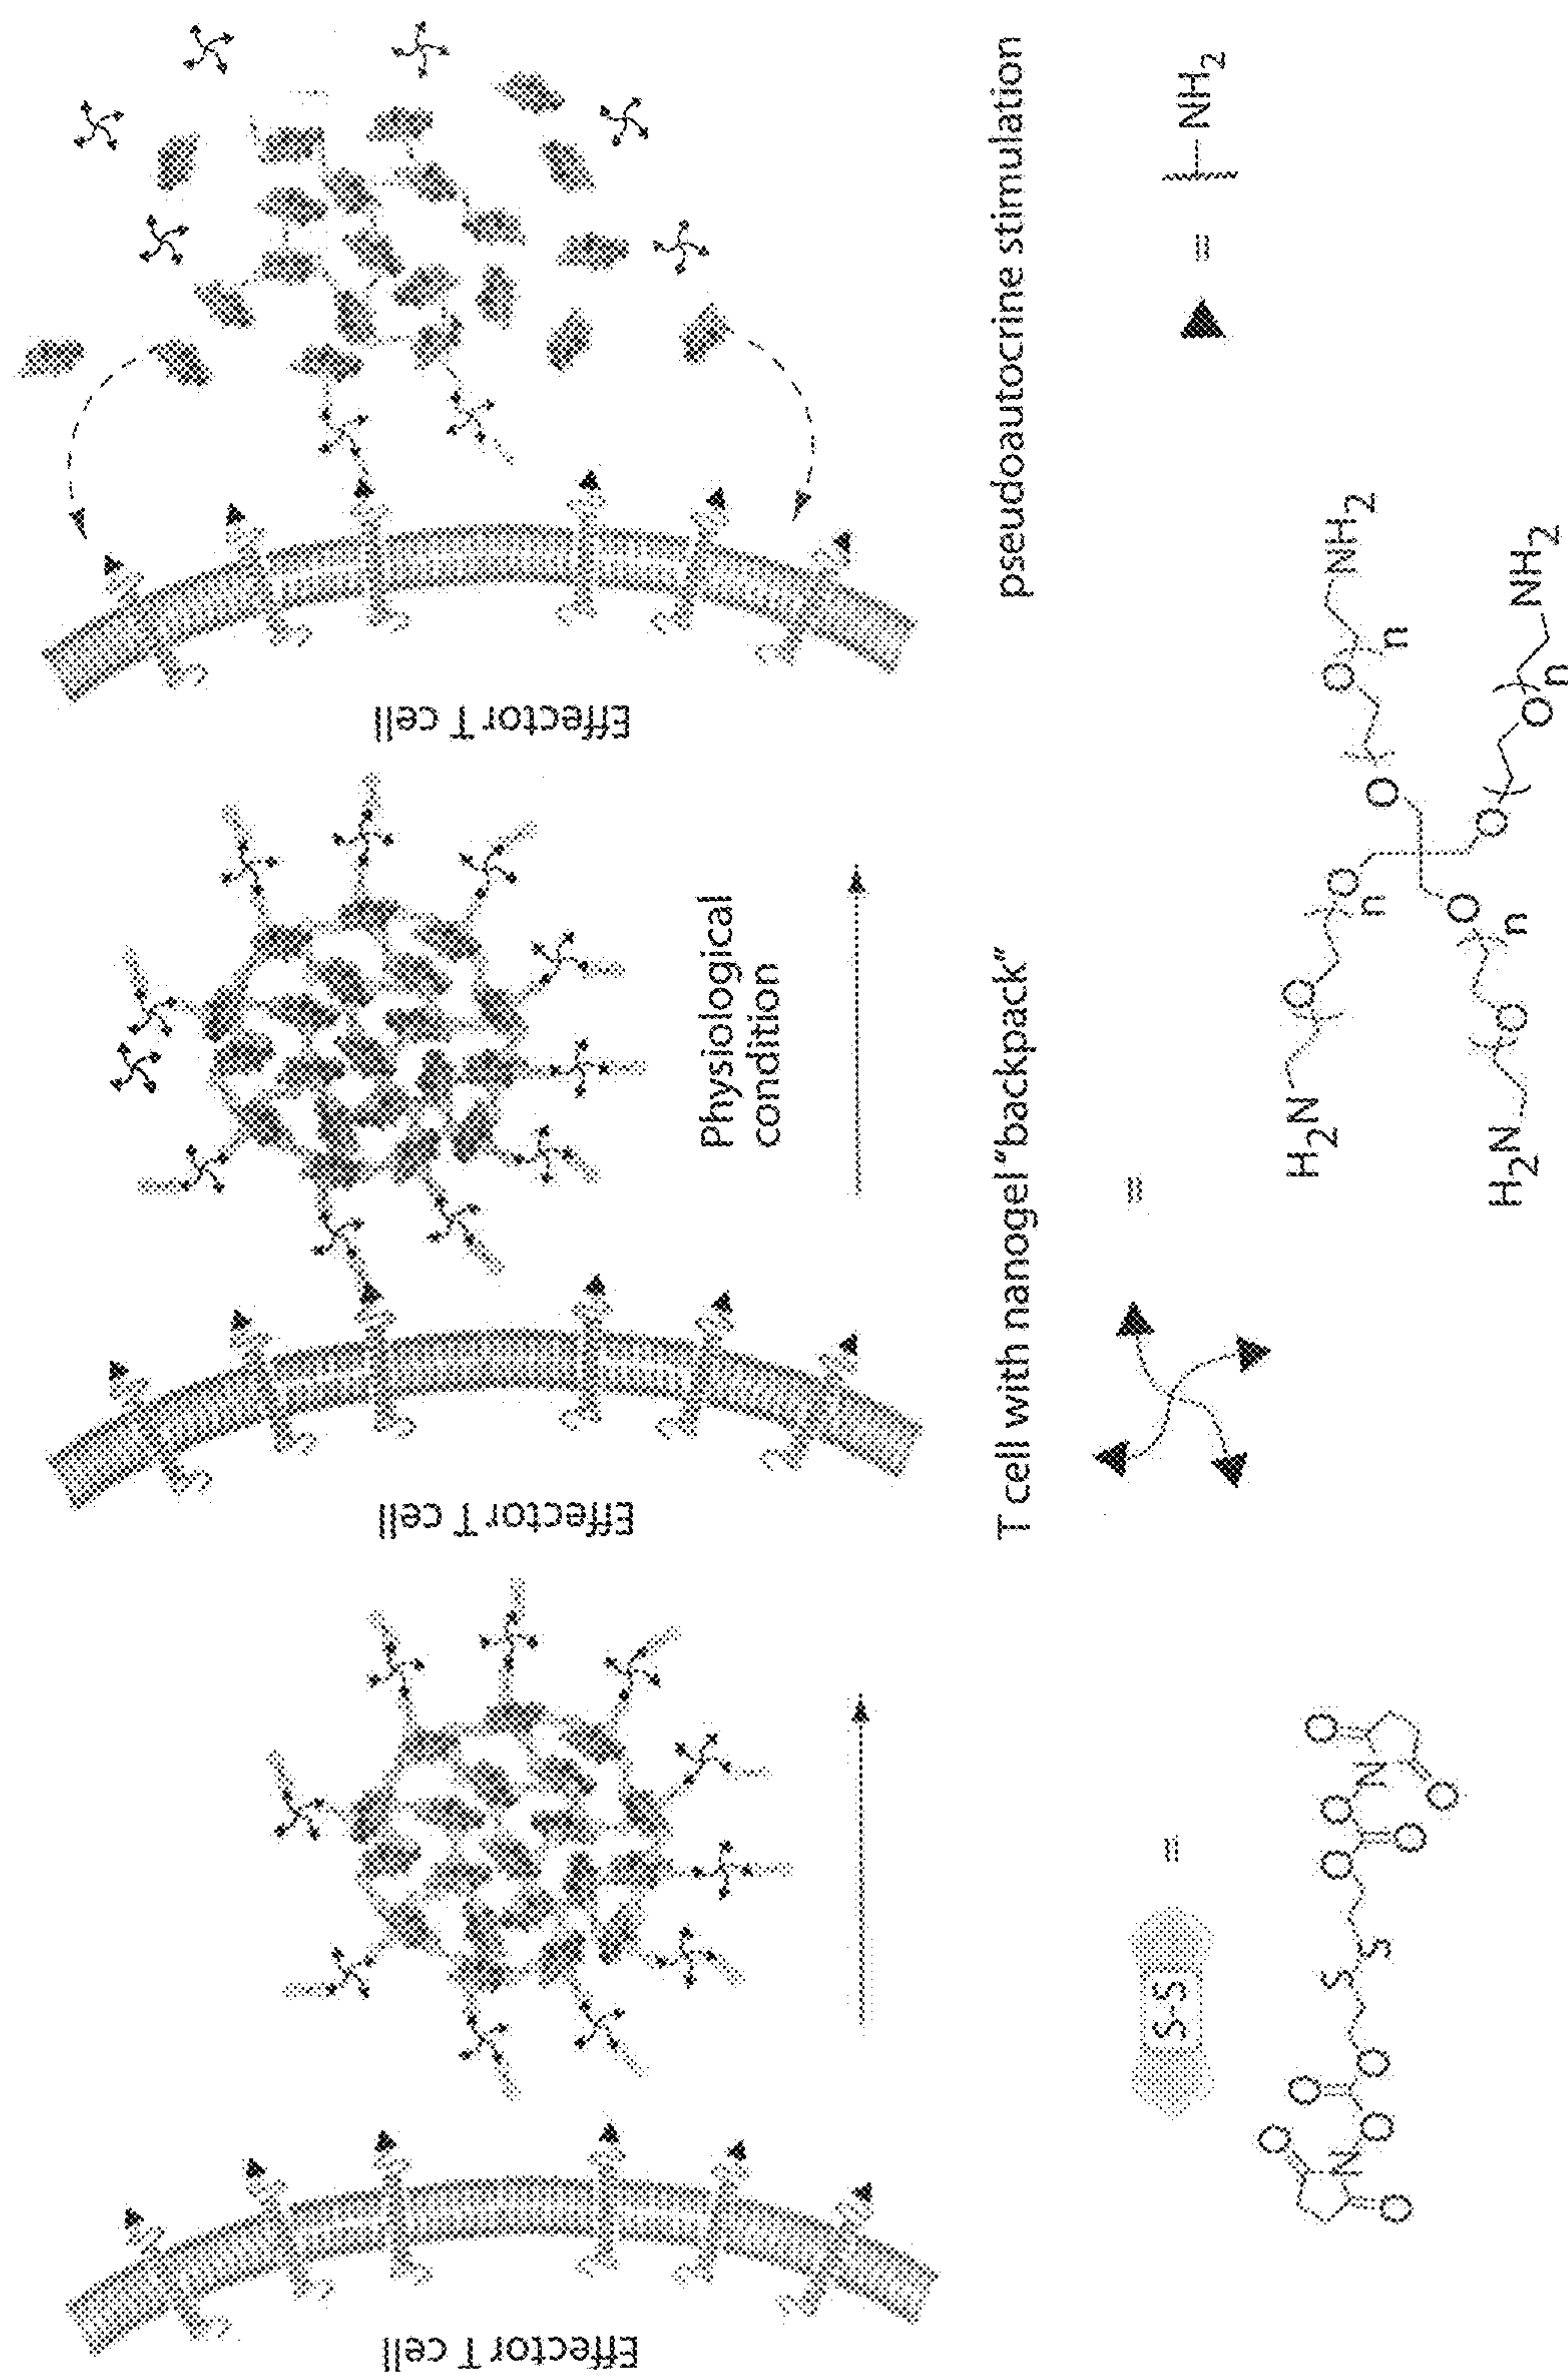 Effector T cell
Effector T cell
Physiological
condition
Effector T cell
T cell with nanogel "backpack"
pseudoautocrine stimulation
S-S
=
=
=
NH2
O
N
O
O
O
O
S
S
O
O
O
N
O
O
H2N
O
n
O
O
O
n
NH2
H2N
O
n
O
O
O
n
NH2